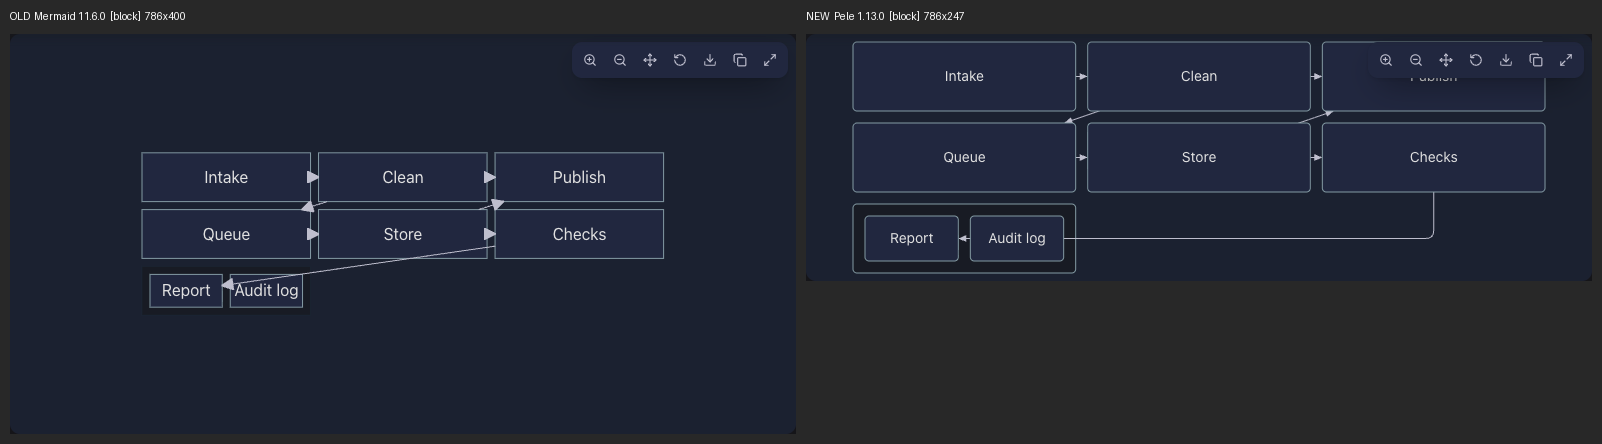 OLD Mermaid 11.6.0 [block] 786x400
Intake
Clean
Publish
Queue
Store
Checks
Report
Audit log
NEW Pele 1.13.0 [block] 786x247
Intake
Clean
Publish
Queue
Store
Checks
Report
Audit log